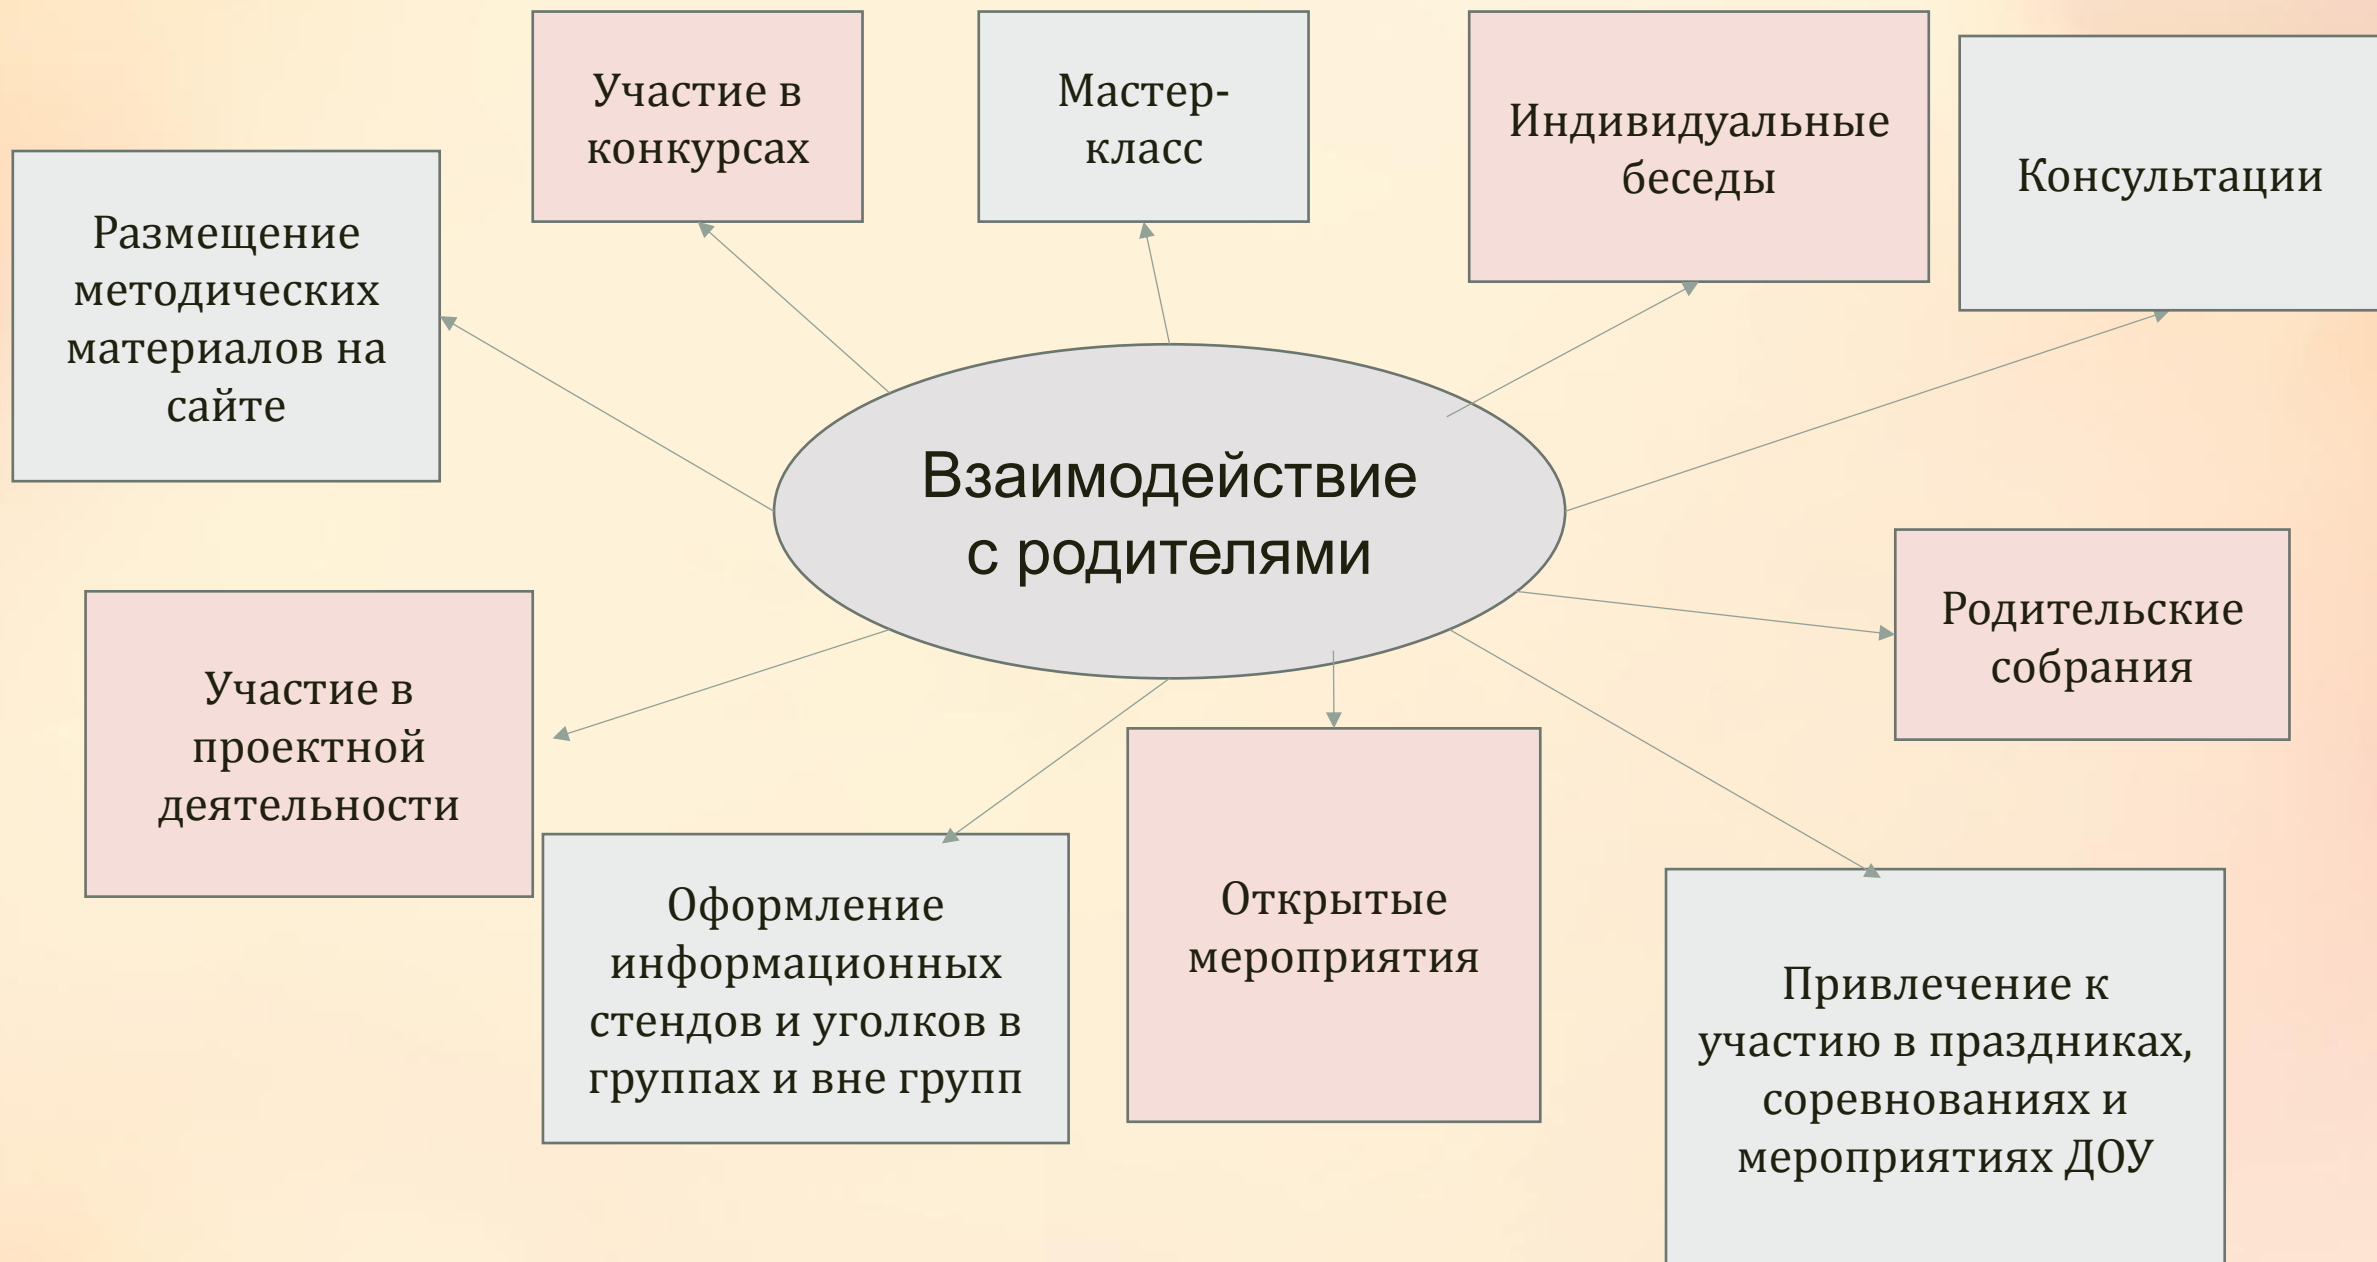 Участие в
конкурсах
Мастер-
класс
Индивидуальные
беседы
Консультации
Размещение
методических
материалов на
сайте
Взаимодействие
с родителями
Родительские
собрания
Участие в
проектной
деятельности
Оформление
информационных
стендов и уголков в
группах и вне групп
Открытые
мероприятия
Привлечение к
участию в праздниках,
соревнованиях и
мероприятиях ДОУ